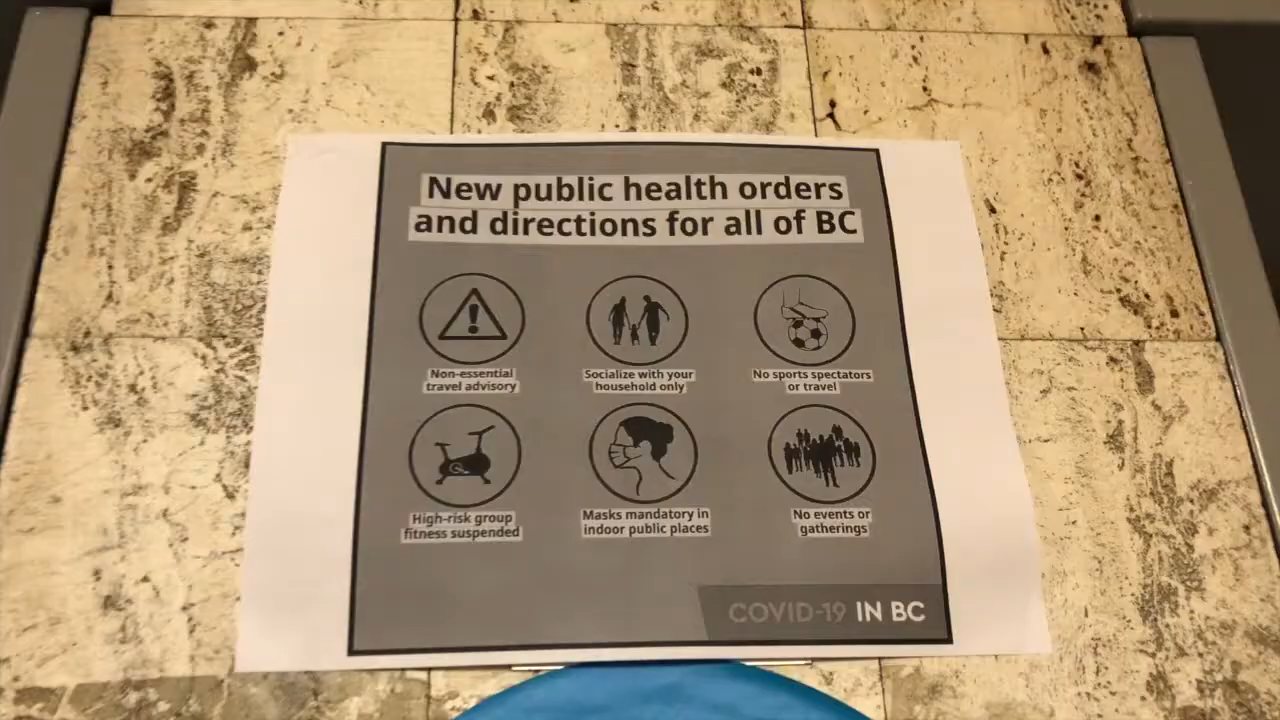 New public health orders
and directions for all of BC
Non-essential
travel advisory
Socialize with your
household only
No sports spectators
or travel
High-risk group
fitness suspended
Masks mandatory in
indoor public places
No events or
gatherings
COVID-19 IN BC